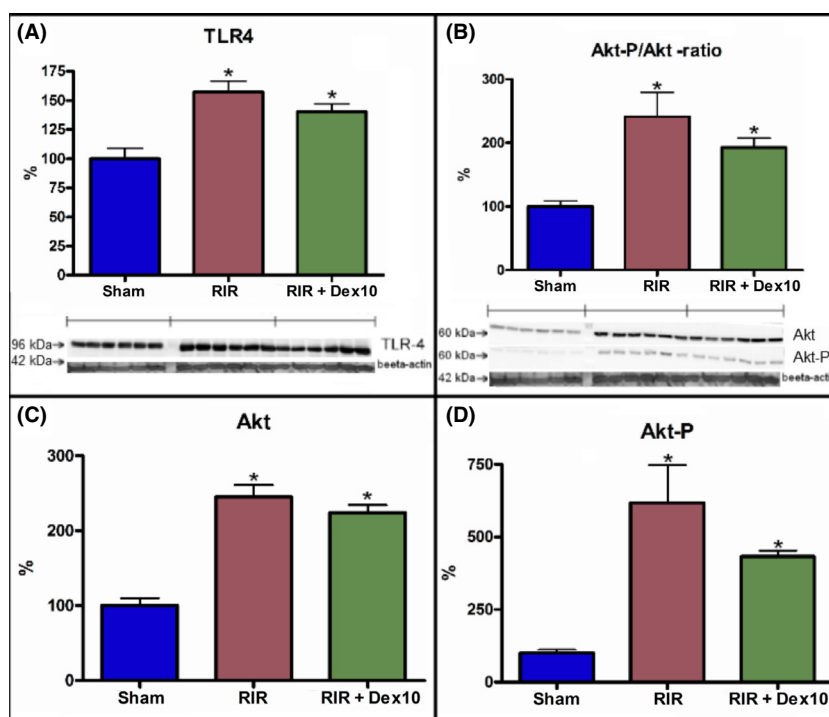 (A)
TLR4
175
150
125
100
75
50
25
0
%
*
*
Sham RIR RIR + Dex10
96 kDa→ TLR-4
42 kDa→ beeta-actin
(B)
Akt-P/Akt -ratio
300
200
100
0
%
*
*
Sham RIR RIR + Dex10
60 kDa→ Akt
60 kDa→ Akt-P
42 kDa→ beeta-actin
(C)
Akt
300
200
100
0
%
*
*
Sham RIR RIR + Dex10
(D)
Akt-P
750
500
250
0
%
*
*
Sham RIR RIR + Dex10